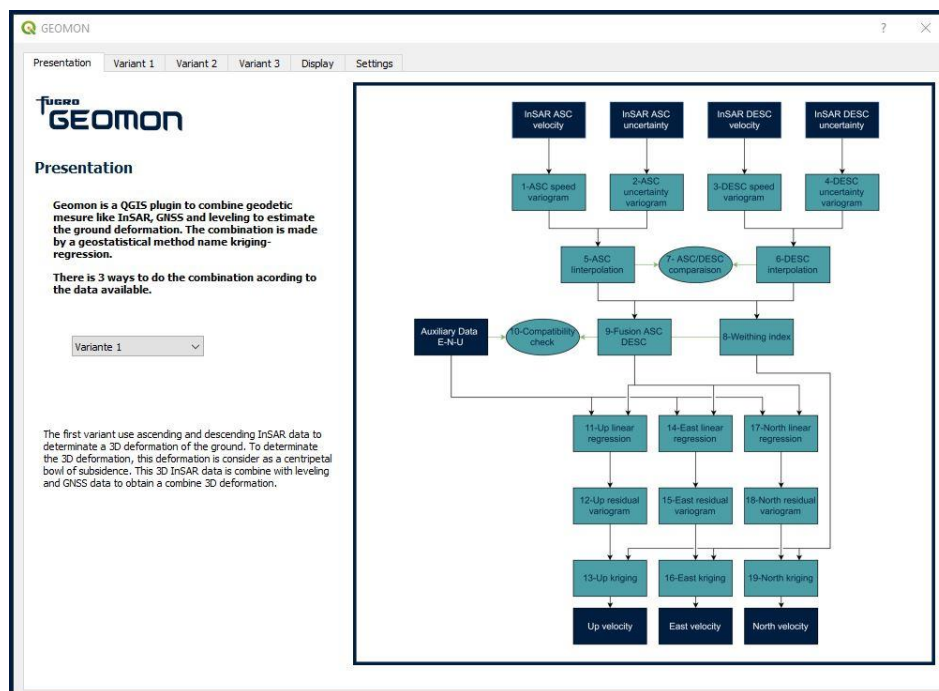 GEOMON
?
Presentation Variant 1 Variant 2 Variant 3 Display Settings
FUGRO
GEOMON
Presentation
Geomon is a QGIS plugin to combine geodetic
mesure like InSAR, GNSS and leveling to estimate
the ground deformation. The combination is made
by a geostatistical method name kriging-
regression.
There is 3 ways to do the combination acording to
the data available.
Variante 1
The first variant use ascending and descending InSAR data to
determinate a 3D deformation of the ground. To determinate
the 3D deformation, this deformation is consider as a centripetal
bowl of subsidence. This 3D InSAR data is combine with leveling
and GNSS data to obtain a combine 3D deformation.
InSAR ASC
velocity
InSAR ASC
uncertainty
InSAR DESC
velocity
InSAR DESC
uncertainty
1-ASC speed
variogram
2-ASC
uncertainty
variogram
3-DESC speed
variogram
4-DESC
uncertainty
variogram
5-ASC
linterpolation
7- ASC/DESC
comparaison
6-DESC
interpolation
Auxiliary Data
E-N-U
10-Compatibility
check
9-Fusion ASC
DESC
8-Weithing index
11-Up linear
regression
14-East linear
regression
17-North linear
regression
12-Up residual
variogram
15-East residual
variogram
18-North residual
variogram
13-Up kriging
16-East kriging
19-North kriging
Up velocity
East velocity
North velocity